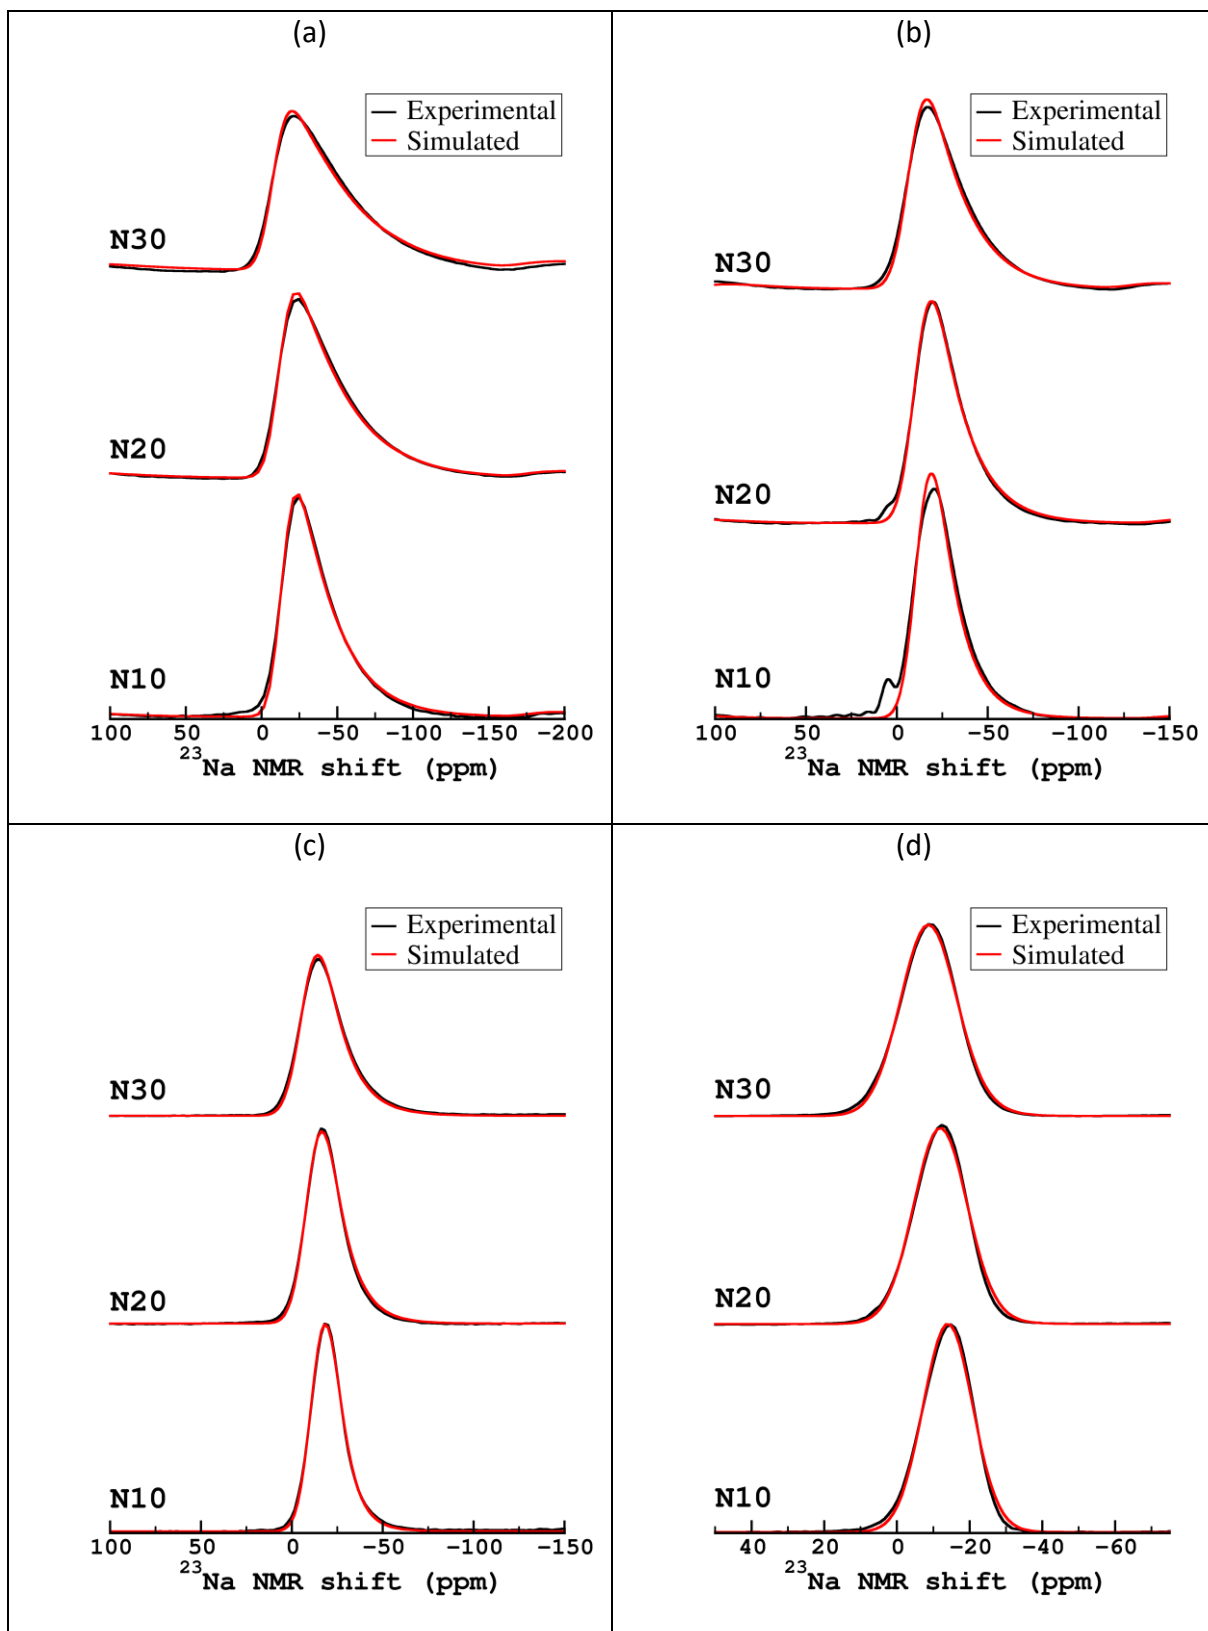 (a)
Experimental
Simulated
N30
N20
N10
100 50 0 -50 -100 -150 -200
23Na NMR shift (ppm)
(b)
Experimental
Simulated
N30
N20
N10
100 50 0 -50 -100 -150
23Na NMR shift (ppm)
(c)
Experimental
Simulated
N30
N20
N10
100 50 0 -50 -100 -150
23Na NMR shift (ppm)
(d)
Experimental
Simulated
N30
N20
N10
40 20 0 -20 -40 -60
23Na NMR shift (ppm)